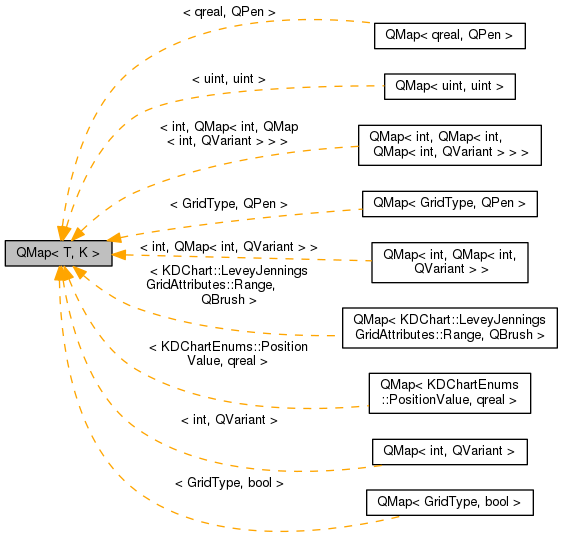 < qreal, QPen >
QMap< qreal, QPen >
< uint, uint >
QMap< uint, uint >
< int, QMap< int, QMap
< int, QVariant > > >
QMap< int, QMap< int,
QMap< int, QVariant > > >
< GridType, QPen >
QMap< GridType, QPen >
QMap< T, K >
< int, QMap< int, QVariant > >
QMap< int, QMap< int,
QVariant > >
< KDChart::LeveyJennings
GridAttributes::Range,
QBrush >
QMap< KDChart::LeveyJennings
GridAttributes::Range, QBrush >
< KDChartEnums::Position
Value, qreal >
QMap< KDChartEnums
::PositionValue, qreal >
< int, QVariant >
QMap< int, QVariant >
< GridType, bool >
QMap< GridType, bool >